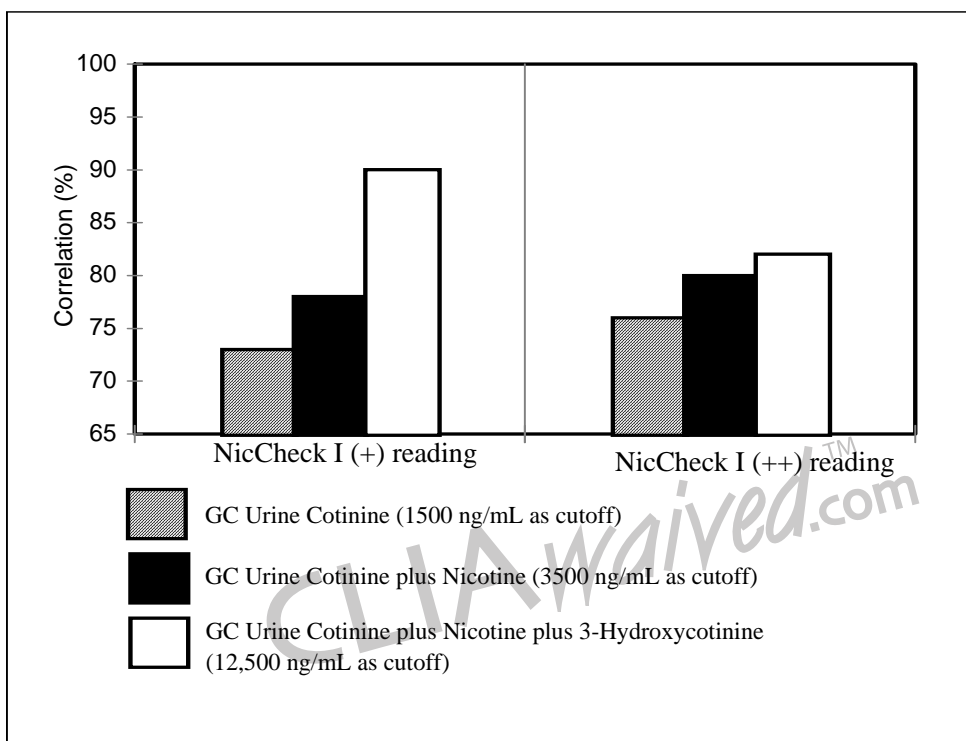 100
95
90
85
80
75
70
65
Correlation (%)
NicCheck I (+) reading
NicCheck I (++) reading
GC Urine Cotinine (1500 ng/mL as cutoff)
GC Urine Cotinine plus Nicotine (3500 ng/mL as cutoff)
GC Urine Cotinine plus Nicotine plus 3-Hydroxycotinine
(12,500 ng/mL as cutoff)
CLIAwaived.com™